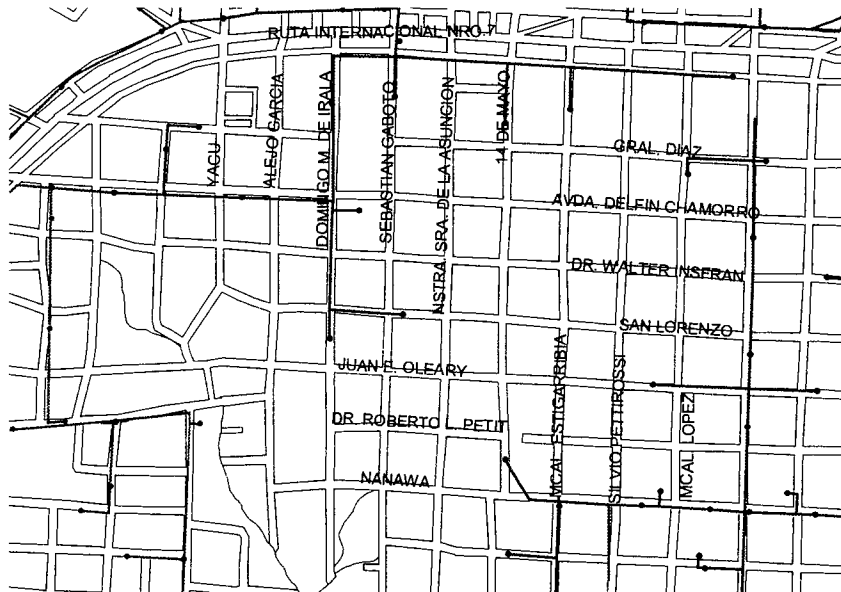 RUTA INTERNACIONAL NRO.7
YACU
ALEJO GARCIA
DOMINGO M. DE IRALA
SEBASTIAN GABOTO
NSTRA. SRA. DE LA ASUNCION
14 DE MAYO
GRAL. DIAZ
AVDA. DELFIN CHAMORRO
DR. WALTER INSFRAN
SAN LORENZO
JUAN E. OLEARY
DR. ROBERTO L. PETIT
NANAWA
MCAL. ESTIGARRIBIA
SILVIO PETTIROSSI
MCAL. LOPEZ